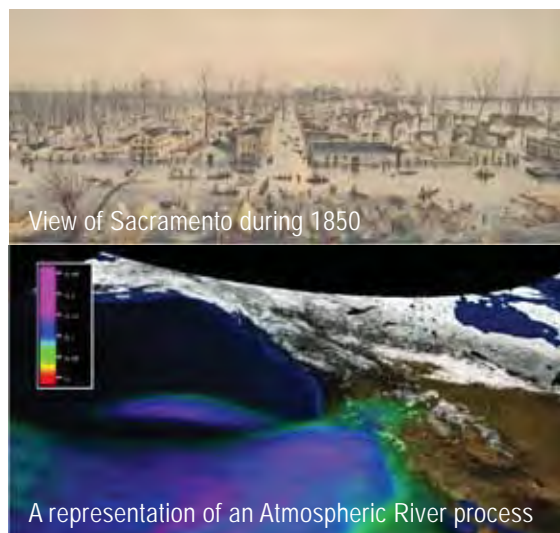 View of Sacramento during 1850
A representation of an Atmospheric River process